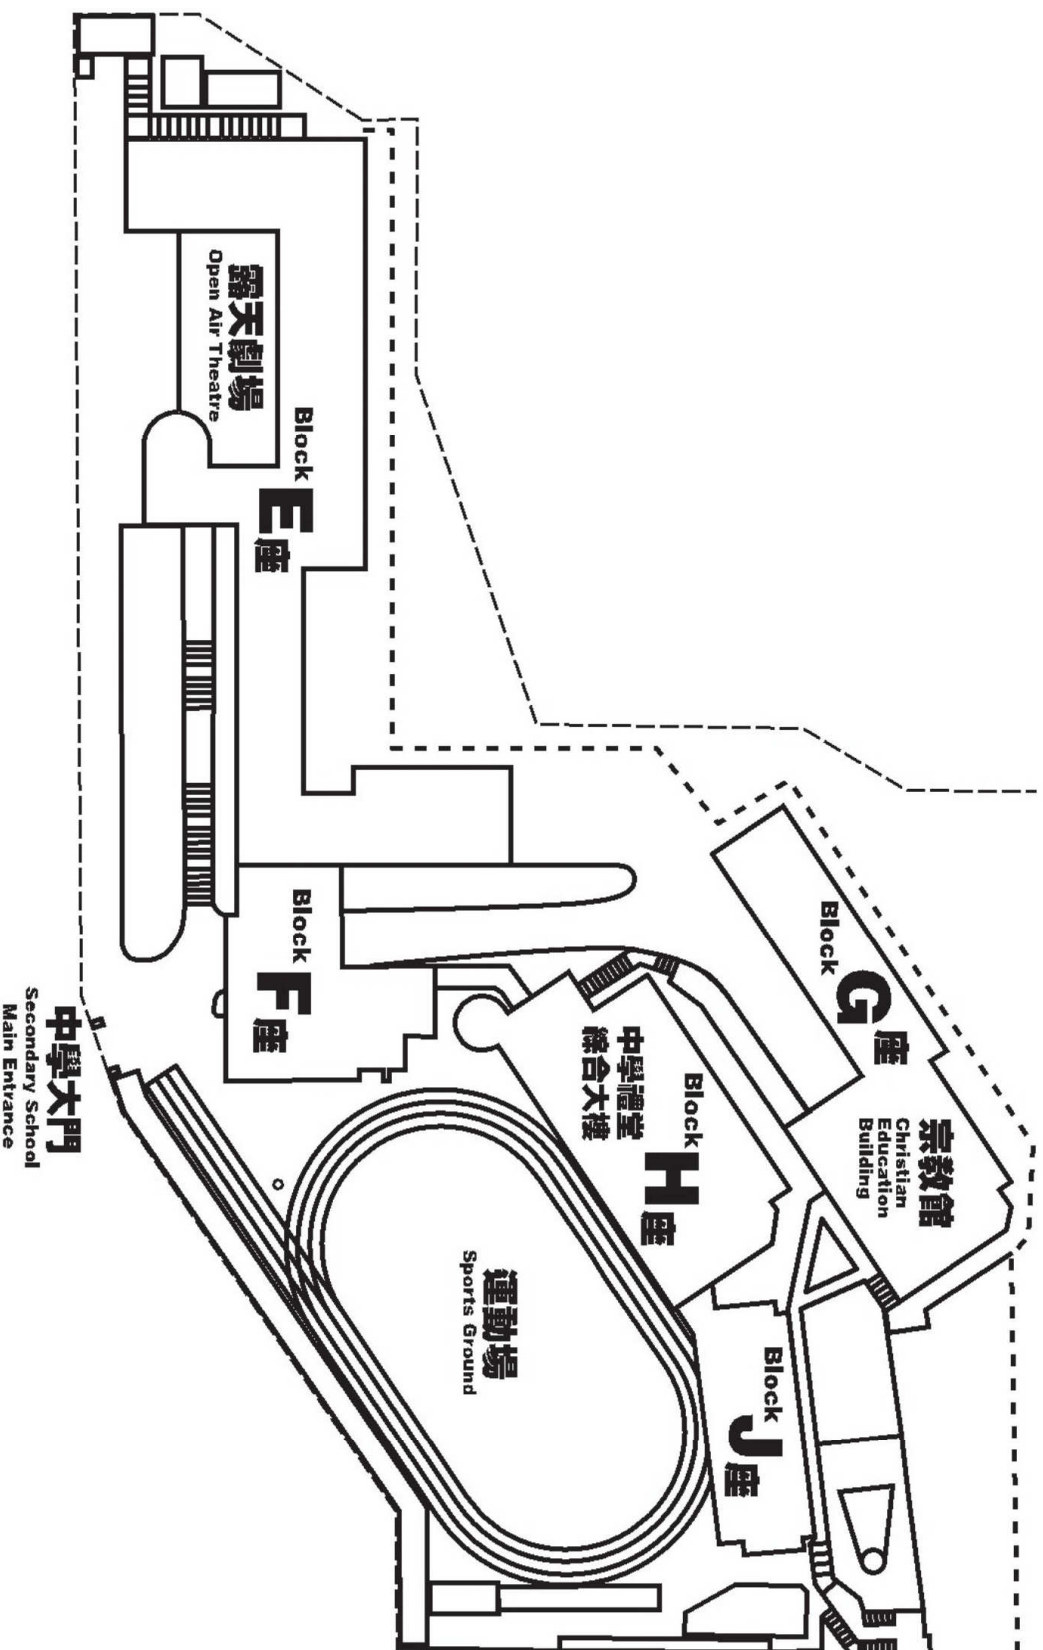 露天劇場
Open Air Theatre
Block
E座
Block
F座
Block
G座
宗教館
Christian
Education
Building
中學禮堂
綜合大樓
Block
H座
運動場
Sports Ground
Block
J座
中學大門
Secondary School
Main Entrance